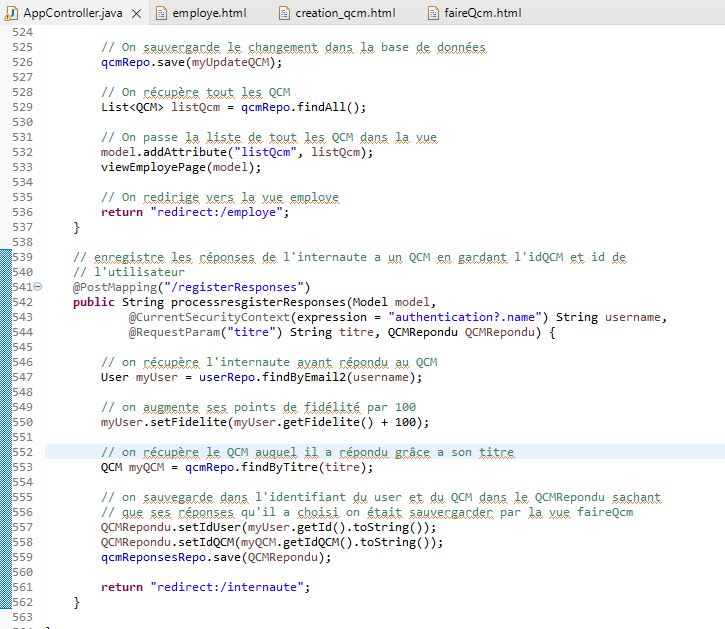 AppController.java employe.html creation_qcm.html faireQcm.html
524
525 // On sauvergarde le changement dans la base de données
526 qcmRepo.save(myUpdateQCM);
527
528 // On récupère tout les QCM
529 List<QCM> listQcm = qcmRepo.findAll();
530
531 // On passe la liste de tout les QCM dans la vue
532 model.addAttribute("listQcm", listQcm);
533 viewEmployePage(model);
534
535 // On redirige vers la vue employe
536 return "redirect:/employe";
537 }
538
539 // enregistre les réponses de l'internaute a un QCM en gardant l'idQCM et id de
540 // l'utilisateur
541 @PostMapping("/registerResponses")
542 public String processresgisterResponses(Model model,
543 @CurrentSecurityContext(expression = "authentication?.name") String username,
544 @RequestParam("titre") String titre, QCMRepondu QCMRepondu) {
545
546 // on récupère l'internaute ayant répondu au QCM
547 User myUser = userRepo.findByEmail2(username);
548
549 // on augmente ses points de fidélité par 100
550 myUser.setFidelite(myUser.getFidelite() + 100);
551
552 // on récupère le QCM auquel il a répondu grâce a son titre
553 QCM myQCM = qcmRepo.findByTitre(titre);
554
555 // on sauvegarde dans l'identifiant du user et du QCM dans le QCMRepondu sachant
556 // que ses réponses qu'il a choisi on était sauvergarder par la vue faireQcm
557 QCMRepondu.setIdUser(myUser.getId().toString());
558 QCMRepondu.setIdQCM(myQCM.getIdQCM().toString());
559 qcmReponsesRepo.save(QCMRepondu);
560
561 return "redirect:/internaute";
562 }
563